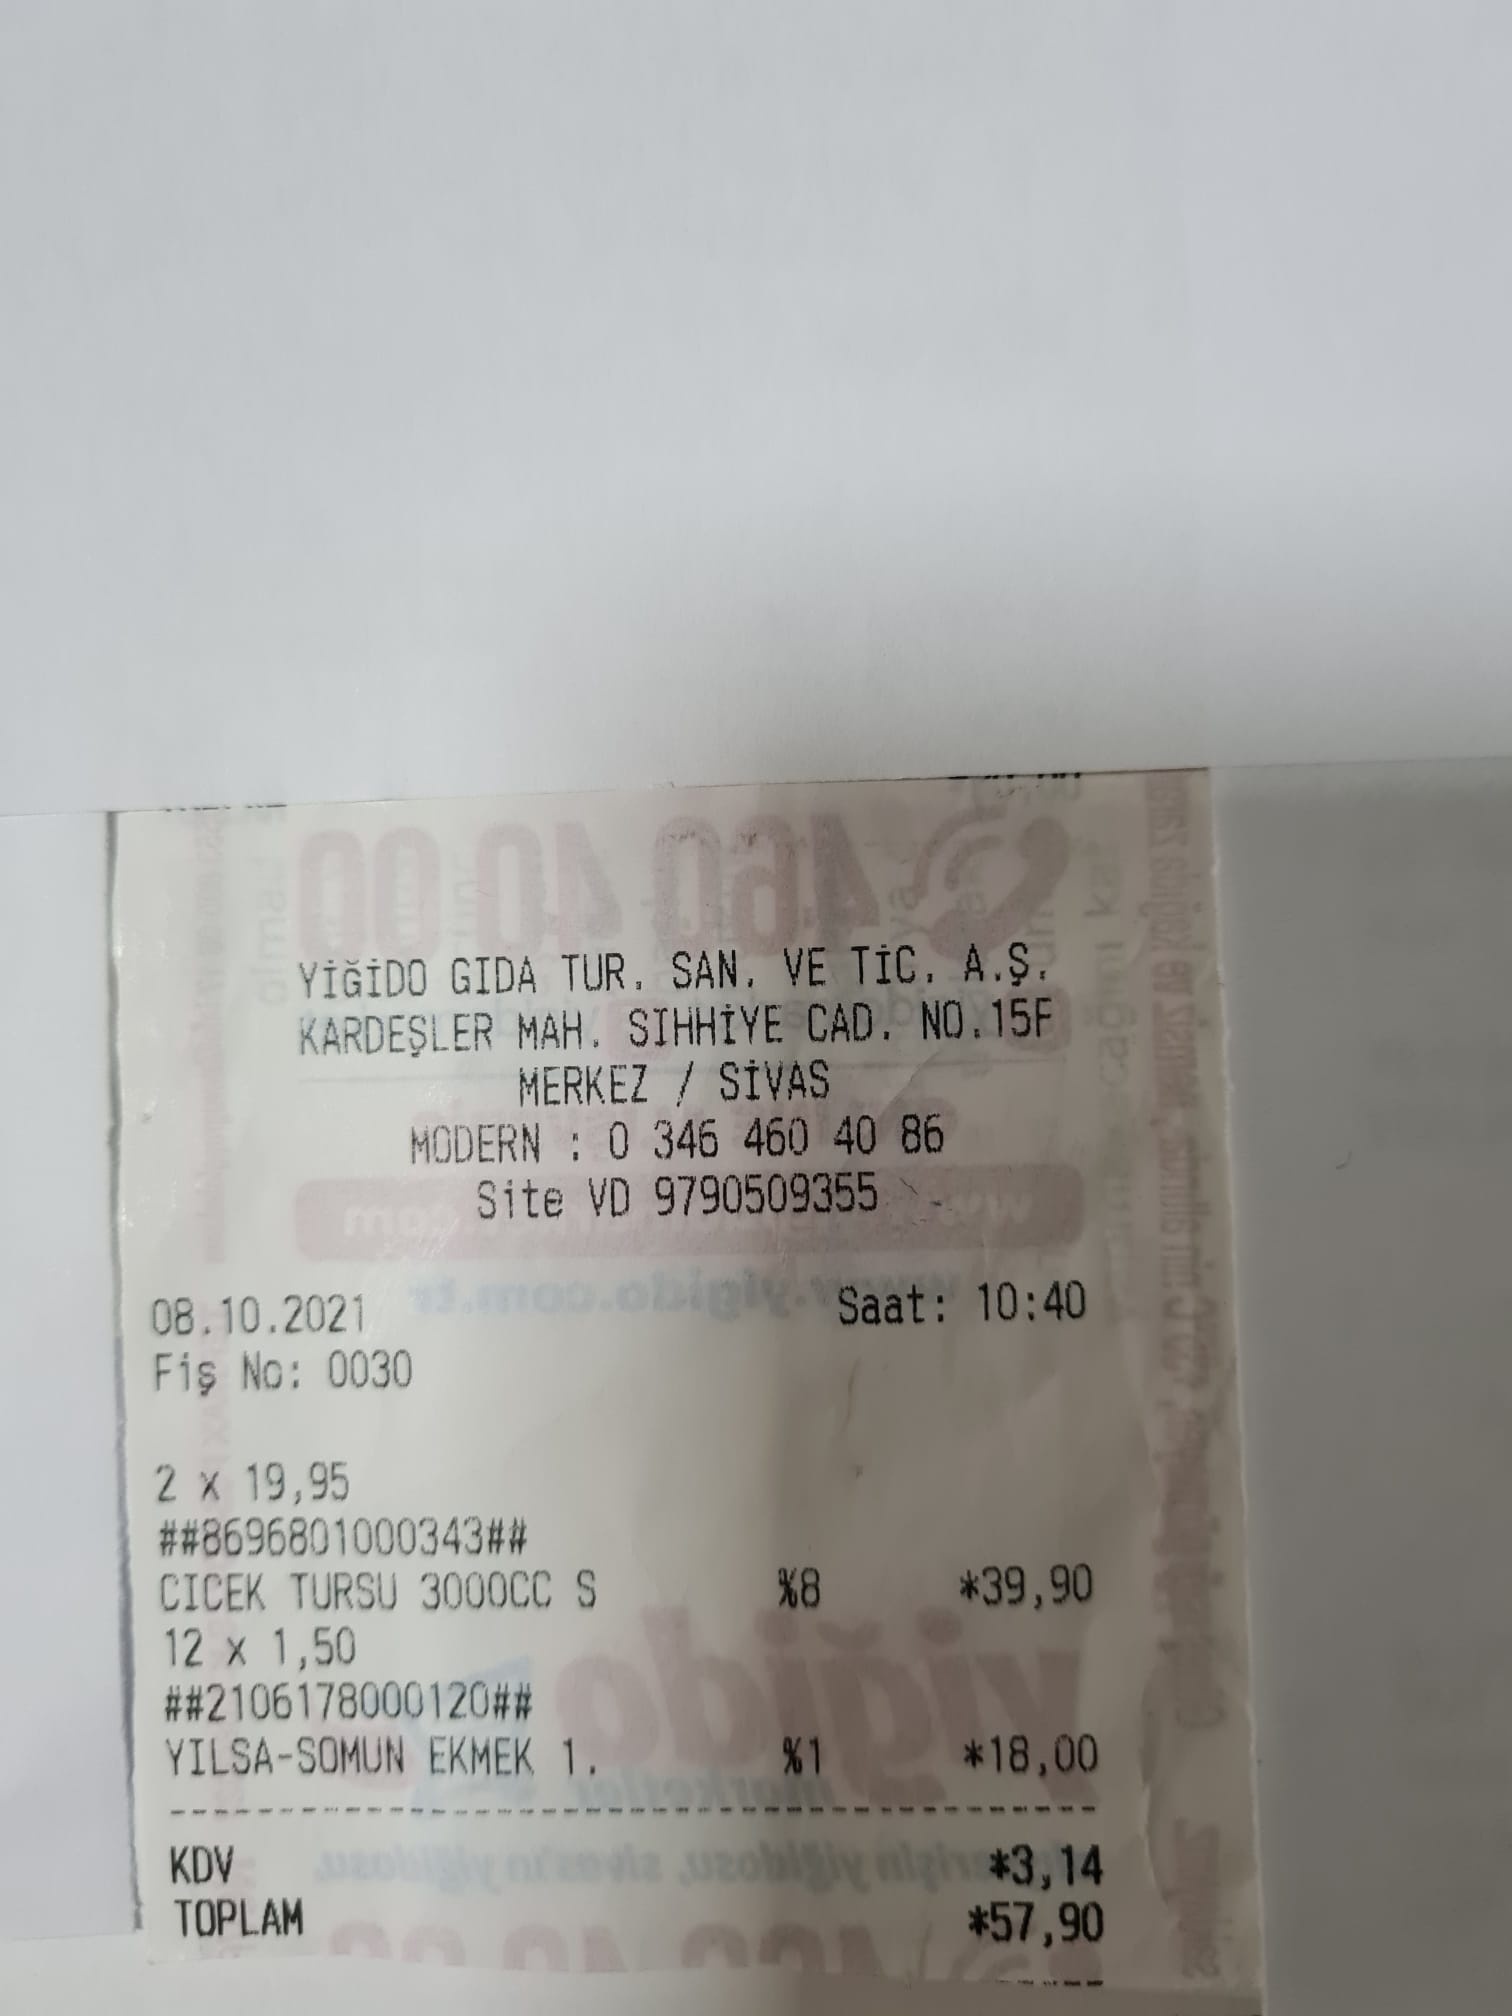 YİĞİDO GIDA TUR. SAN. VE TİC. A.Ş.
KARDEŞLER MAH. SIHHİYE CAD. NO.15F
MERKEZ / SİVAS
MODERN : 0 346 460 40 86
Site VD 9790509355
08.10.2021 Saat: 10:40
Fiş No: 0030
2 x 19,95
##8696801000343##
CICEK TURSU 3000CC S %8 *39,90
12 x 1,50
##2106178000120##
YILSA-SOMUN EKMEK 1. %1 *18,00
KDV *3,14
TOPLAM *57,90